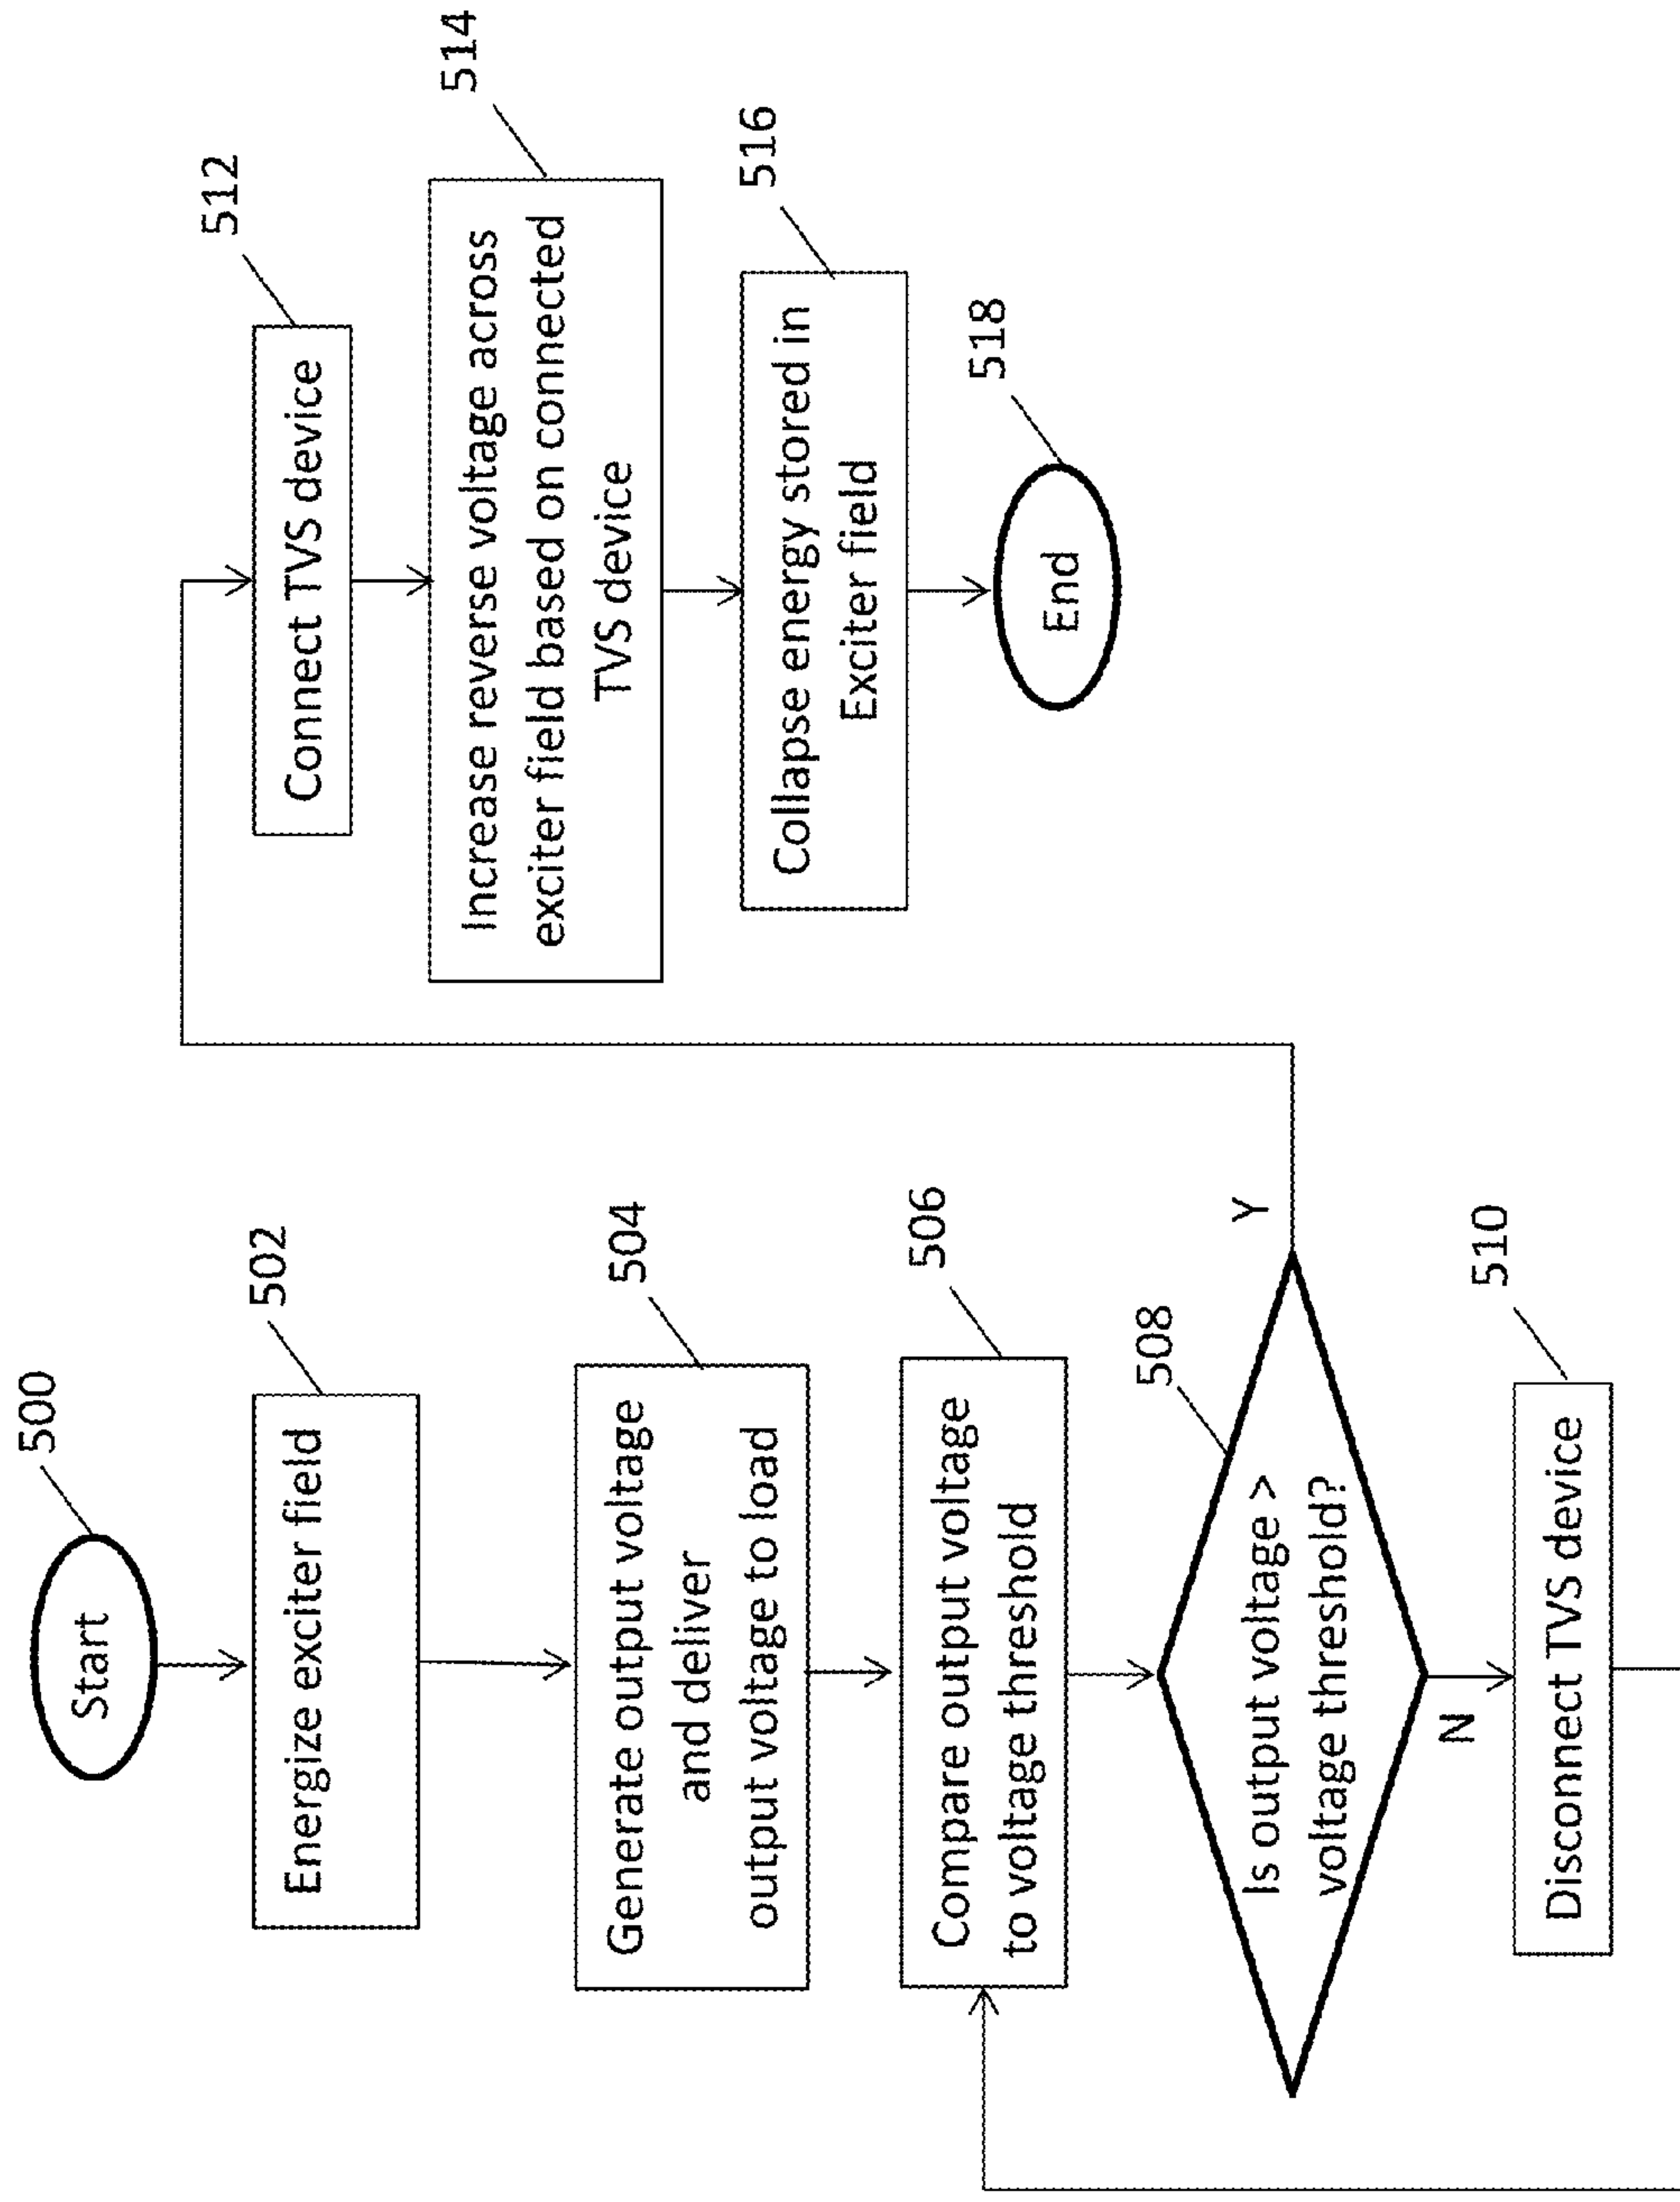 500
Start
502
Energize exciter field
504
Generate output voltage
and deliver
output voltage to load
506
Compare output voltage
to voltage threshold
508
Is output voltage >
voltage threshold?
Y
N
510
Disconnect TVS device
512
Connect TVS device
514
Increase reverse voltage across
exciter field based on connected
TVS device
516
Collapse energy stored in
Exciter field
518
End